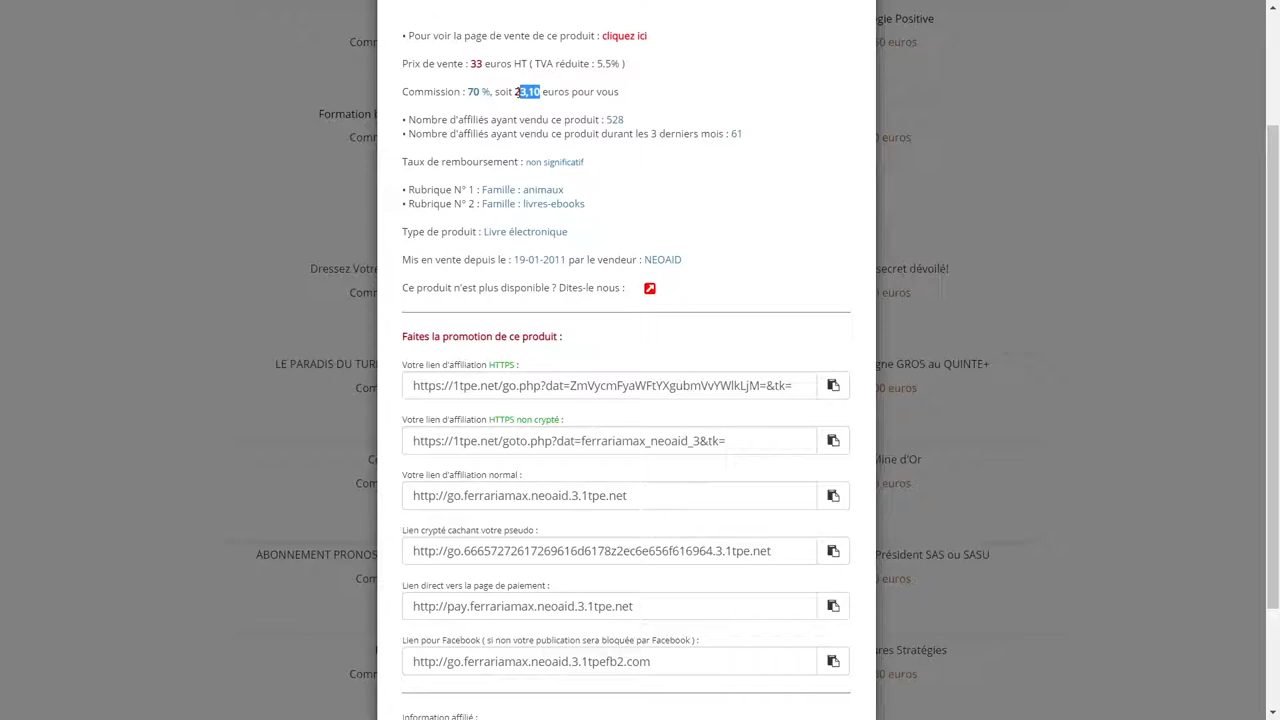 • Pour voir la page de vente de ce produit : cliquez ici
Prix de vente : 33 euros HT ( TVA réduite : 5.5% )
Commission : 70 %, soit 23,10 euros pour vous
• Nombre d'affiliés ayant vendu ce produit : 528
• Nombre d'affiliés ayant vendu ce produit durant les 3 derniers mois : 61
Taux de remboursement : non significatif
• Rubrique N° 1 : Famille : animaux
• Rubrique N° 2 : Famille : livres-ebooks
Type de produit : Livre électronique
Mis en vente depuis le : 19-01-2011 par le vendeur : NEOAID
Ce produit n'est plus disponible ? Dites-le nous :
Faites la promotion de ce produit :
Votre lien d'affiliation HTTPS :
https://1tpe.net/go.php?dat=ZmVycmFyaWFtYXgubmVvYWlkLjM=&tk=
Votre lien d'affiliation HTTPS non crypté :
https://1tpe.net/goto.php?dat=ferrariamax_neoaid_3&tk=
Votre lien d'affiliation normal :
http://go.ferrariamax.neoaid.3.1tpe.net
Lien crypté cachant votre pseudo :
http://go.66657272617269616d6178z2ec6e656f616964.3.1tpe.net
Lien direct vers la page de paiement :
http://pay.ferrariamax.neoaid.3.1tpe.net
Lien pour Facebook ( si non votre publication sera bloquée par Facebook ) :
http://go.ferrariamax.neoaid.3.1tpefb2.com
Information affilié :
Comm
Formation
Comm
Dressez Votre
Comm
LE PARADIS DU TUR
Comm
Comm
ABONNEMENT PRONOS
Comm
Comm
gie Positive
euros
0 euros
secret dévoilé!
0 euros
gne GROS au QUINTE+
00 euros
Mine d'Or
0 euros
Président SAS ou SASU
0 euros
ures Stratégies
00 euros